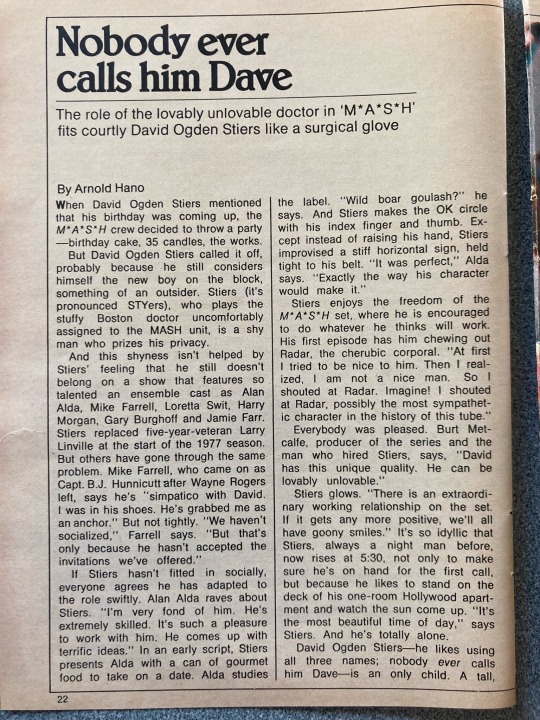 Nobody ever
calls him Dave
The role of the lovably unlovable doctor in 'M*A*S*H'
fits courtly David Ogden Stiers like a surgical glove
By Arnold Hano
When David Ogden Stiers mentioned
that his birthday was coming up, the
M*A*S*H crew decided to throw a party
—birthday cake, 35 candles, the works.
But David Ogden Stiers called it off,
probably because he still considers
himself the new boy on the block,
something of an outsider. Stiers (it's
pronounced STYers), who plays the
stuffy Boston doctor uncomfortably
assigned to the MASH unit, is a shy
man who prizes his privacy.
And this shyness isn't helped by
Stiers' feeling that he still doesn't
belong on a show that features so
talented an ensemble cast as Alan
Alda, Mike Farrell, Loretta Swit, Harry
Morgan, Gary Burghoff and Jamie Farr.
Stiers replaced five-year-veteran Larry
Linville at the start of the 1977 season.
But others have gone through the same
problem. Mike Farrell, who came on as
Capt. B.J. Hunnicutt after Wayne Rogers
left, says he's "simpatico with David.
I was in his shoes. He's grabbed me as
an anchor." But not tightly. "We haven't
socialized," Farrell says. "But that's
only because he hasn't accepted the
invitations we've offered."
If Stiers hasn't fitted in socially,
everyone agrees he has adapted to
the role swiftly. Alan Alda raves about
Stiers. "I'm very fond of him. He's
extremely skilled. It's such a pleasure
to work with him. He comes up with
terrific ideas." In an early script, Stiers
presents Alda with a can of gourmet
food to take on a date. Alda studies
the label. "Wild boar goulash?" he
says. And Stiers makes the OK circle
with his index finger and thumb. Ex-
cept instead of raising his hand, Stiers
improvised a stiff horizontal sign, held
tight to his belt. "It was perfect," Alda
says. "Exactly the way his character
would make it."
Stiers enjoys the freedom of the
M*A*S*H set, where he is encouraged
to do whatever he thinks will work.
His first episode has him chewing out
Radar, the cherubic corporal. "At first
I tried to be nice to him. Then I real-
ized, I am not a nice man. So I
shouted at Radar. Imagine! I shouted
at Radar, possibly the most sympathet-
ic character in the history of this tube."
Everybody was pleased. Burt Met-
calfe, producer of the series and the
man who hired Stiers, says, "David
has this unique quality. He can be
lovably unlovable."
Stiers glows. "There is an extraordi-
nary working relationship on the set.
If it gets any more positive, we'll all
have goony smiles." It's so idyllic that
Stiers, always a night man before,
now rises at 5:30, not only to make
sure he's on hand for the first call,
but because he likes to stand on the
deck of his one-room Hollywood apart-
ment and watch the sun come up. "It's
the most beautiful time of day," says
Stiers. And he's totally alone.
David Ogden Stiers—he likes using
all three names; nobody ever calls
him Dave—is an only child. A tall,
22